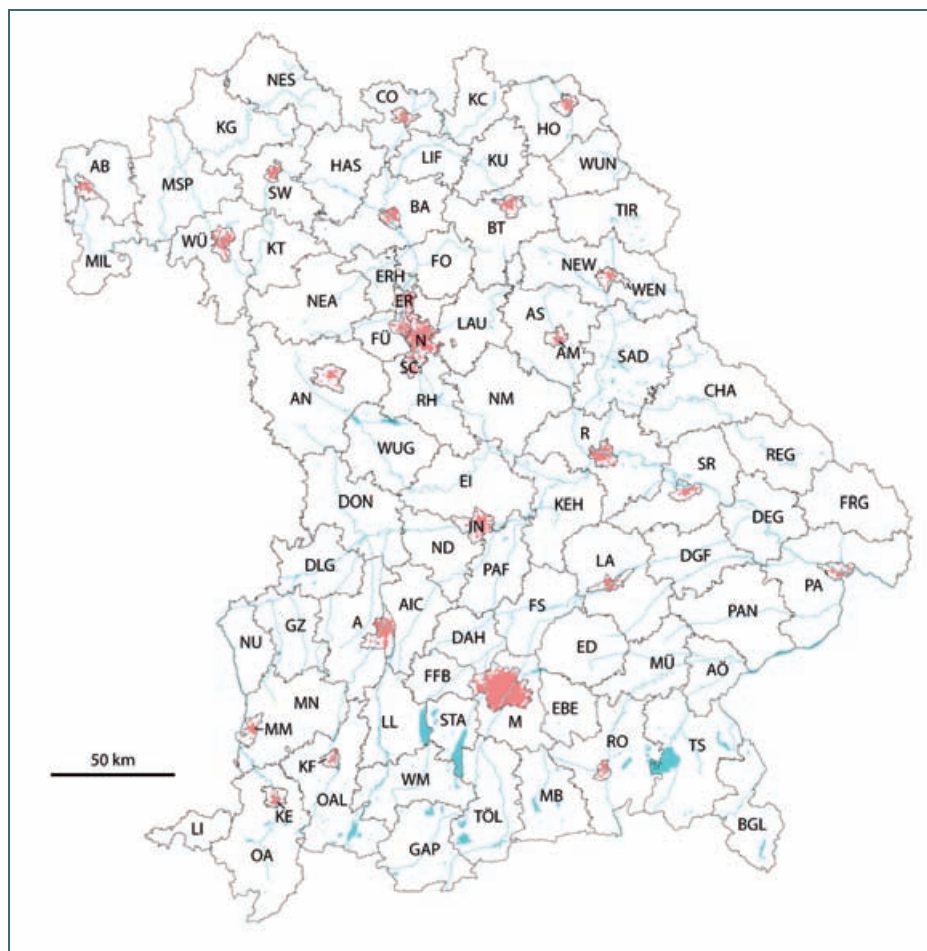 NES
CO
KC
HO
KG
AB
MSP
SW
HAS
LIF
KU
WUN
BA
BT
TIR
WÜ
KT
MIL
FO
ERH
NEW
WEN
NEA
ER
AS
FÜ
N
LAU
AM
SAD
SC
AN
RH
NM
CHA
WUG
R
REG
SR
EI
DON
KEH
FRG
IN
DEG
ND
LA
DGF
DLG
PAF
PA
AIC
FS
PAN
A
GZ
NU
DAH
ED
MÜ
AÖ
FFB
MN
LL
STA
M
EBE
MM
RO
TS
50 km
KF
WM
OAL
MB
KE
TÖL
LI
BGL
OA
GAP